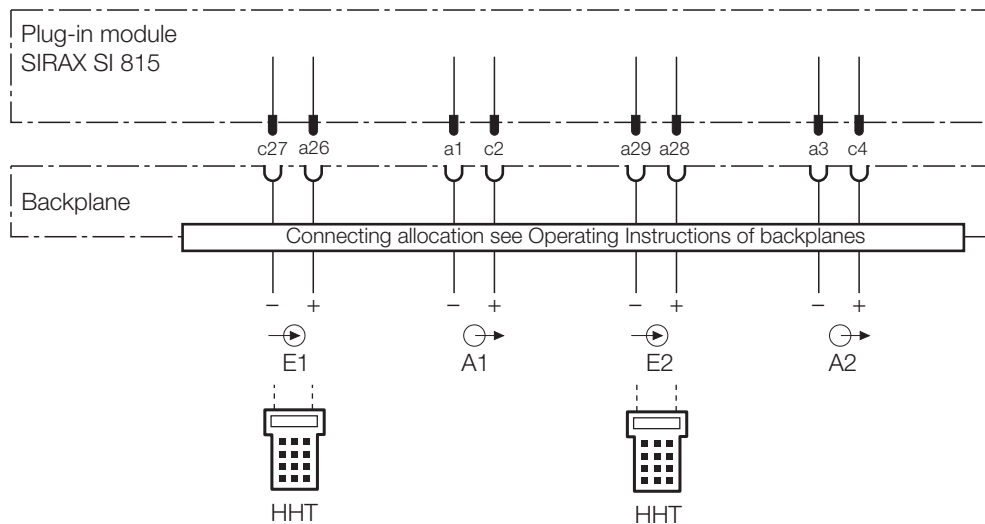 Plug-in module
SIRAX SI 815
c27 a26 a1 c2 a29 a28 a3 c4
Backplane
Connecting allocation see Operating Instructions of backplanes
– + – + – + – +
E1 A1 E2 A2
HHT HHT